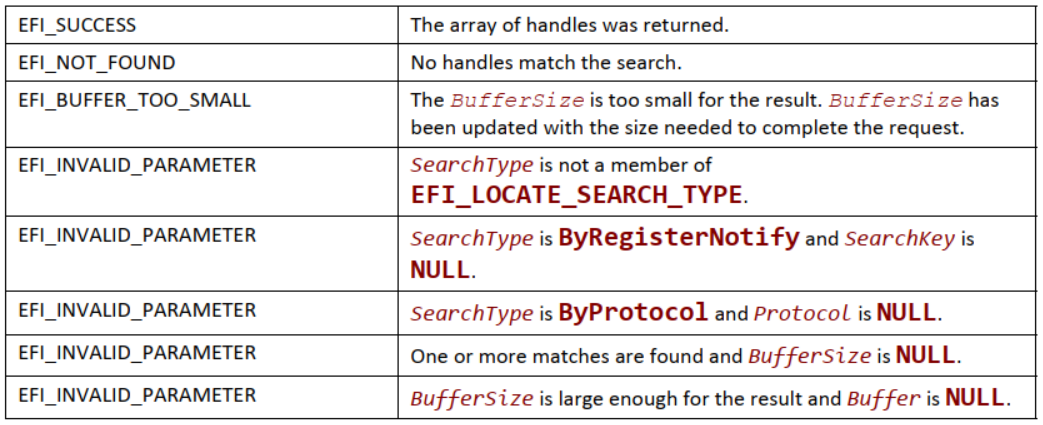 EFI_SUCCESS The array of handles was returned.
EFI_NOT_FOUND No handles match the search.
EFI_BUFFER_TOO_SMALL The BufferSize is too small for the result. BufferSize has
been updated with the size needed to complete the request.
EFI_INVALID_PARAMETER SearchType is not a member of
EFI_LOCATE_SEARCH_TYPE.
EFI_INVALID_PARAMETER SearchType is ByRegisterNotify and SearchKey is
NULL.
EFI_INVALID_PARAMETER SearchType is ByProtocol and Protocol is NULL.
EFI_INVALID_PARAMETER One or more matches are found and BufferSize is NULL.
EFI_INVALID_PARAMETER BufferSize is large enough for the result and Buffer is NULL.